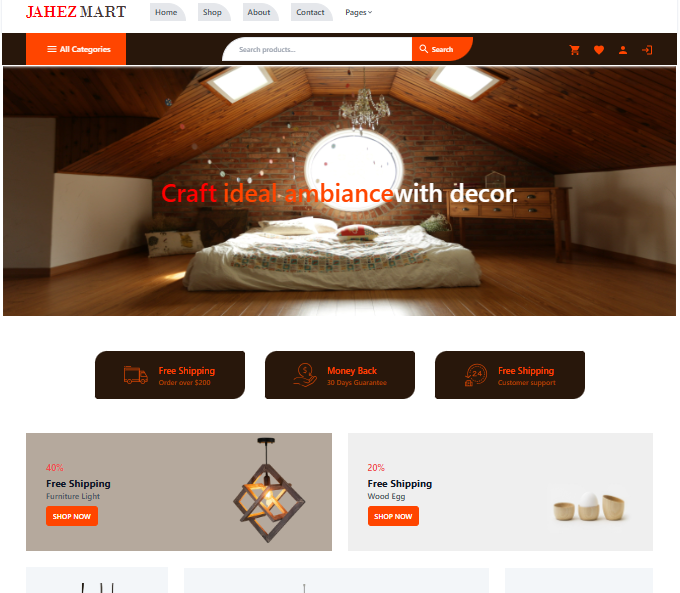 JAHEZ MART
Home
Shop
About
Contact
Pages
All Categories
Search products...
Search
Craft ideal ambiancewith decor.
Free Shipping
Order over $200
$
Money Back
30 Days Guarantee
24
Free Shipping
Customer support
40%
Free Shipping
Furniture Light
SHOP NOW
20%
Free Shipping
Wood Egg
SHOP NOW